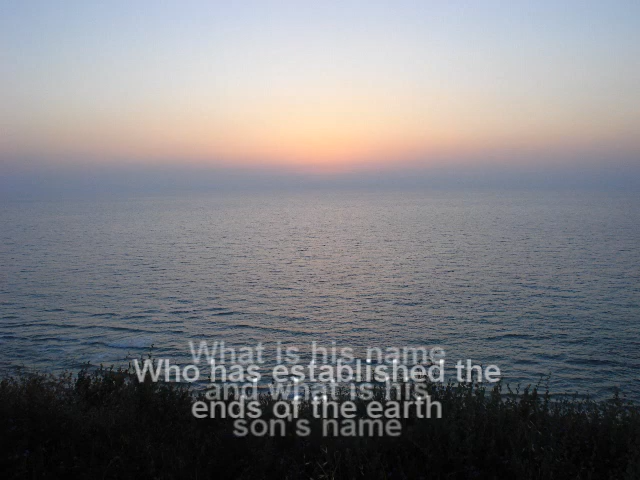 What is his name
Who has established the
and what is his
ends of the earth
son's name